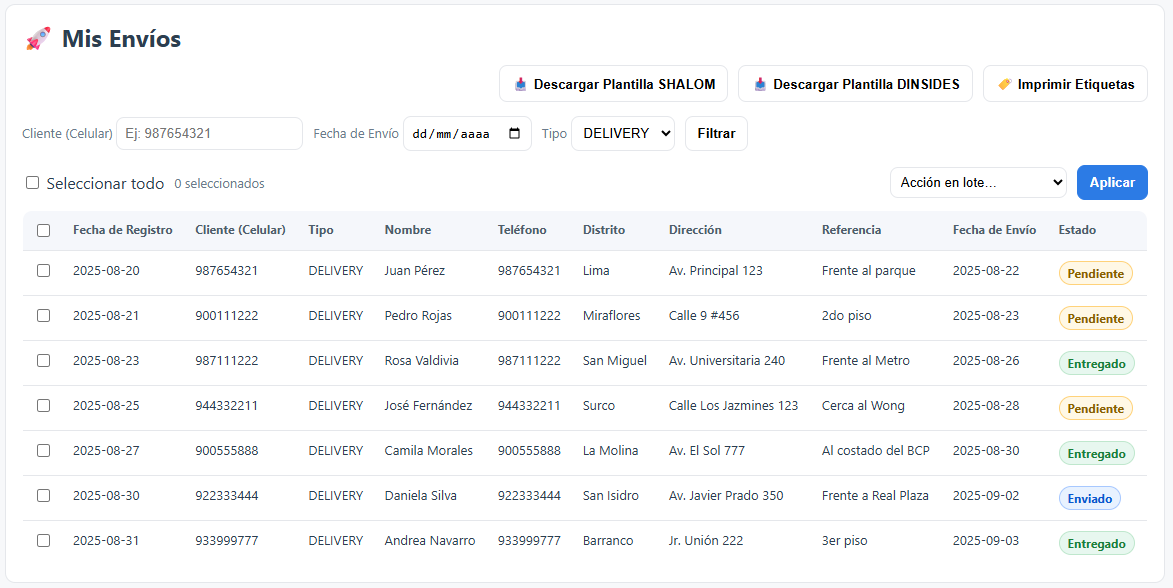 Mis Envíos
Descargar Plantilla SHALOM Descargar Plantilla DINSIDES Imprimir Etiquetas
Cliente (Celular) Ej: 987654321 Fecha de Envío dd/mm/aaaa Tipo DELIVERY Filtrar
Seleccionar todo 0 seleccionados Acción en lote... Aplicar
Fecha de Registro Cliente (Celular) Tipo Nombre Teléfono Distrito Dirección Referencia Fecha de Envío Estado
2025-08-20 987654321 DELIVERY Juan Pérez 987654321 Lima Av. Principal 123 Frente al parque 2025-08-22 Pendiente
2025-08-21 900111222 DELIVERY Pedro Rojas 900111222 Miraflores Calle 9 #456 2do piso 2025-08-23 Pendiente
2025-08-23 987111222 DELIVERY Rosa Valdivia 987111222 San Miguel Av. Universitaria 240 Frente al Metro 2025-08-26 Entregado
2025-08-25 944332211 DELIVERY José Fernández 944332211 Surco Calle Los Jazmines 123 Cerca al Wong 2025-08-28 Pendiente
2025-08-27 900555888 DELIVERY Camila Morales 900555888 La Molina Av. El Sol 777 Al costado del BCP 2025-08-30 Entregado
2025-08-30 922333444 DELIVERY Daniela Silva 922333444 San Isidro Av. Javier Prado 350 Frente a Real Plaza 2025-09-02 Enviado
2025-08-31 933999777 DELIVERY Andrea Navarro 933999777 Barranco Jr. Unión 222 3er piso 2025-09-03 Entregado